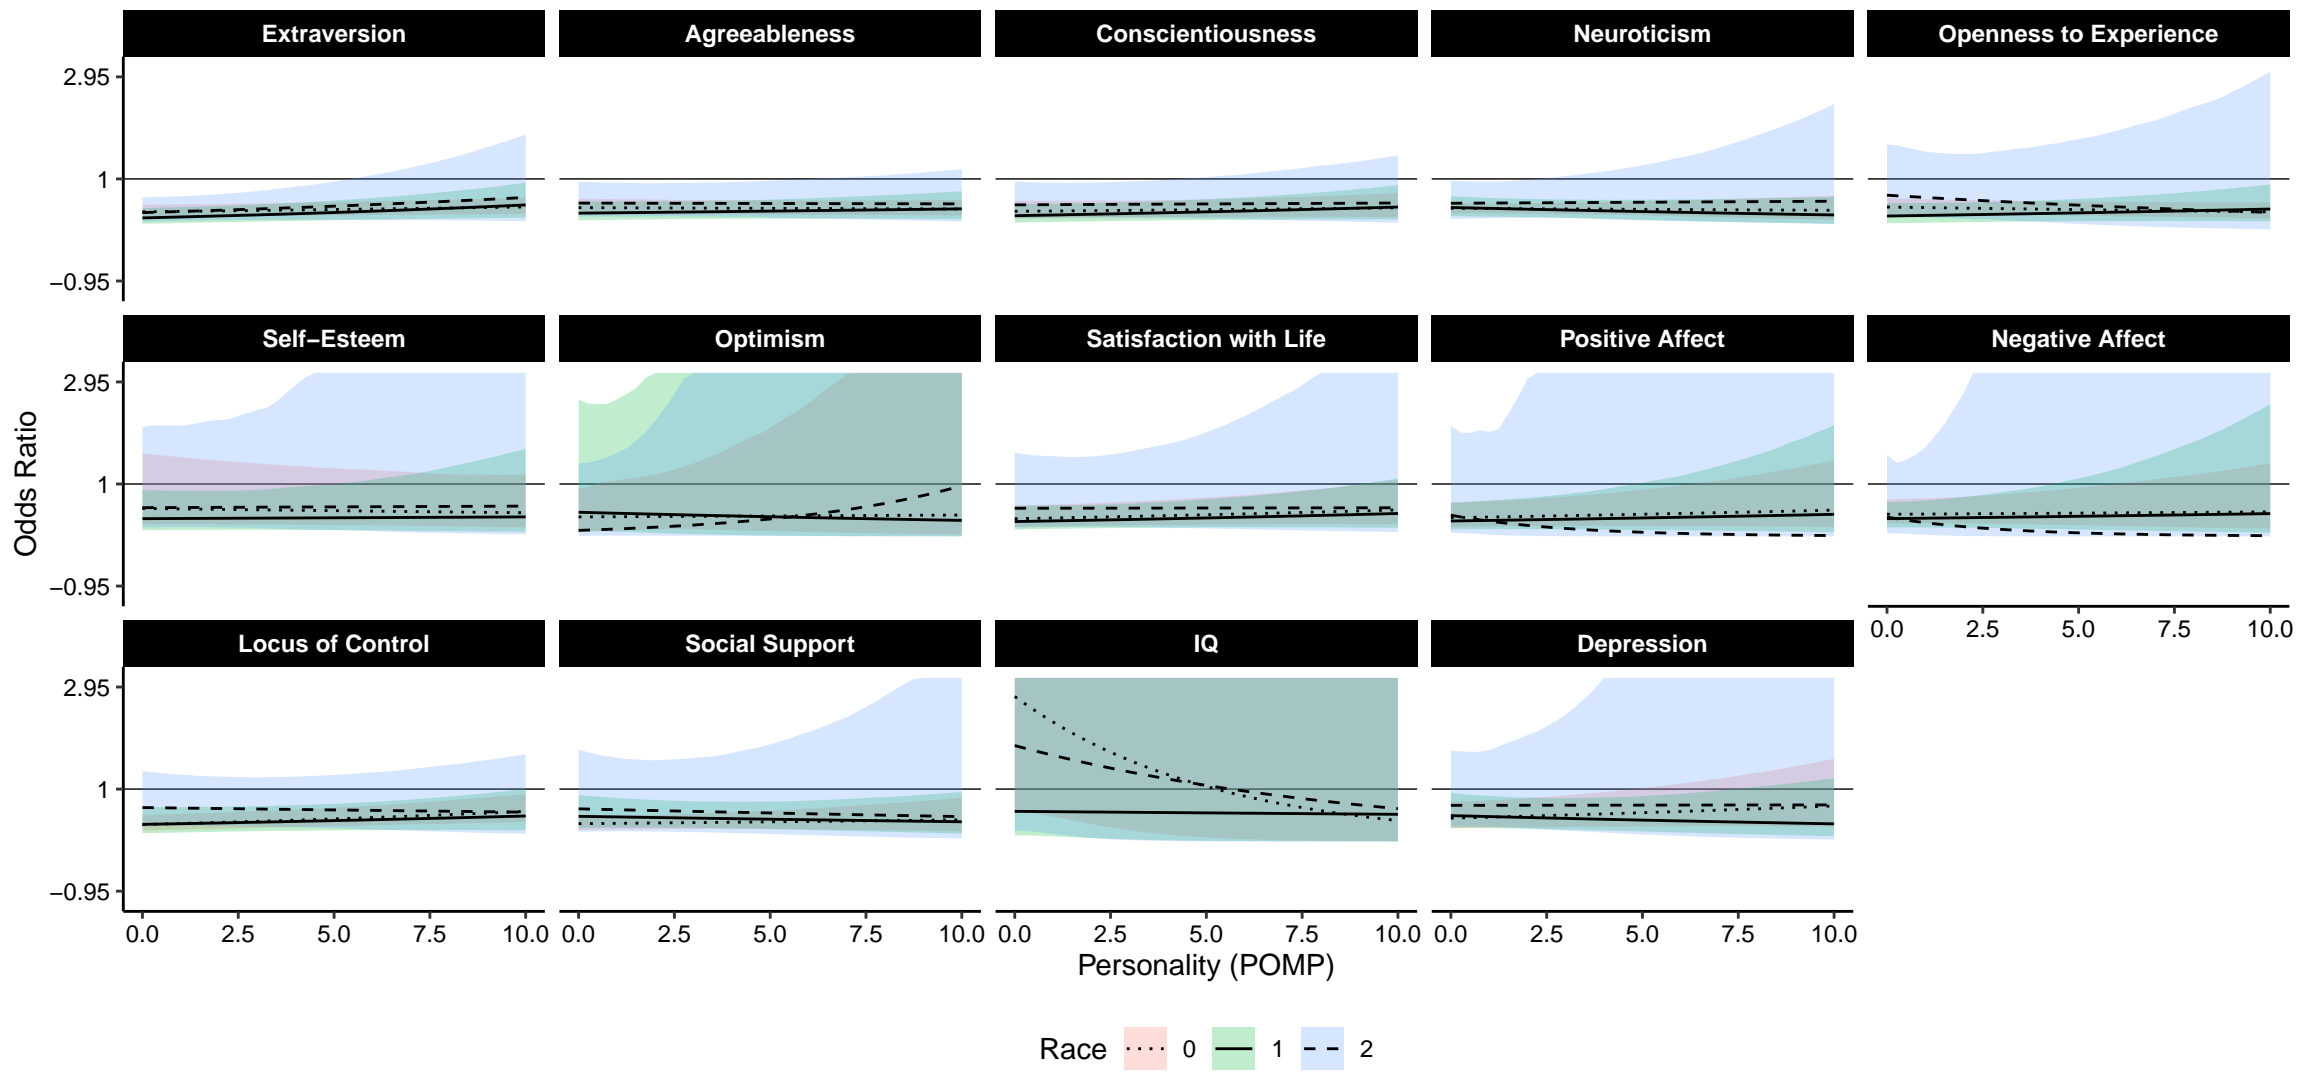 Extraversion Agreeableness Conscientiousness Neuroticism Openness to Experience
2.95
1
−0.95
Self−Esteem Optimism Satisfaction with Life Positive Affect Negative Affect
2.95
1
−0.95
0.0 2.5 5.0 7.5 10.0
Locus of Control Social Support IQ Depression
2.95
1
−0.95
0.0 2.5 5.0 7.5 10.0 0.0 2.5 5.0 7.5 10.0 0.0 2.5 5.0 7.5 10.0 0.0 2.5 5.0 7.5 10.0
Odds Ratio
Personality (POMP)
Race 0 1 2